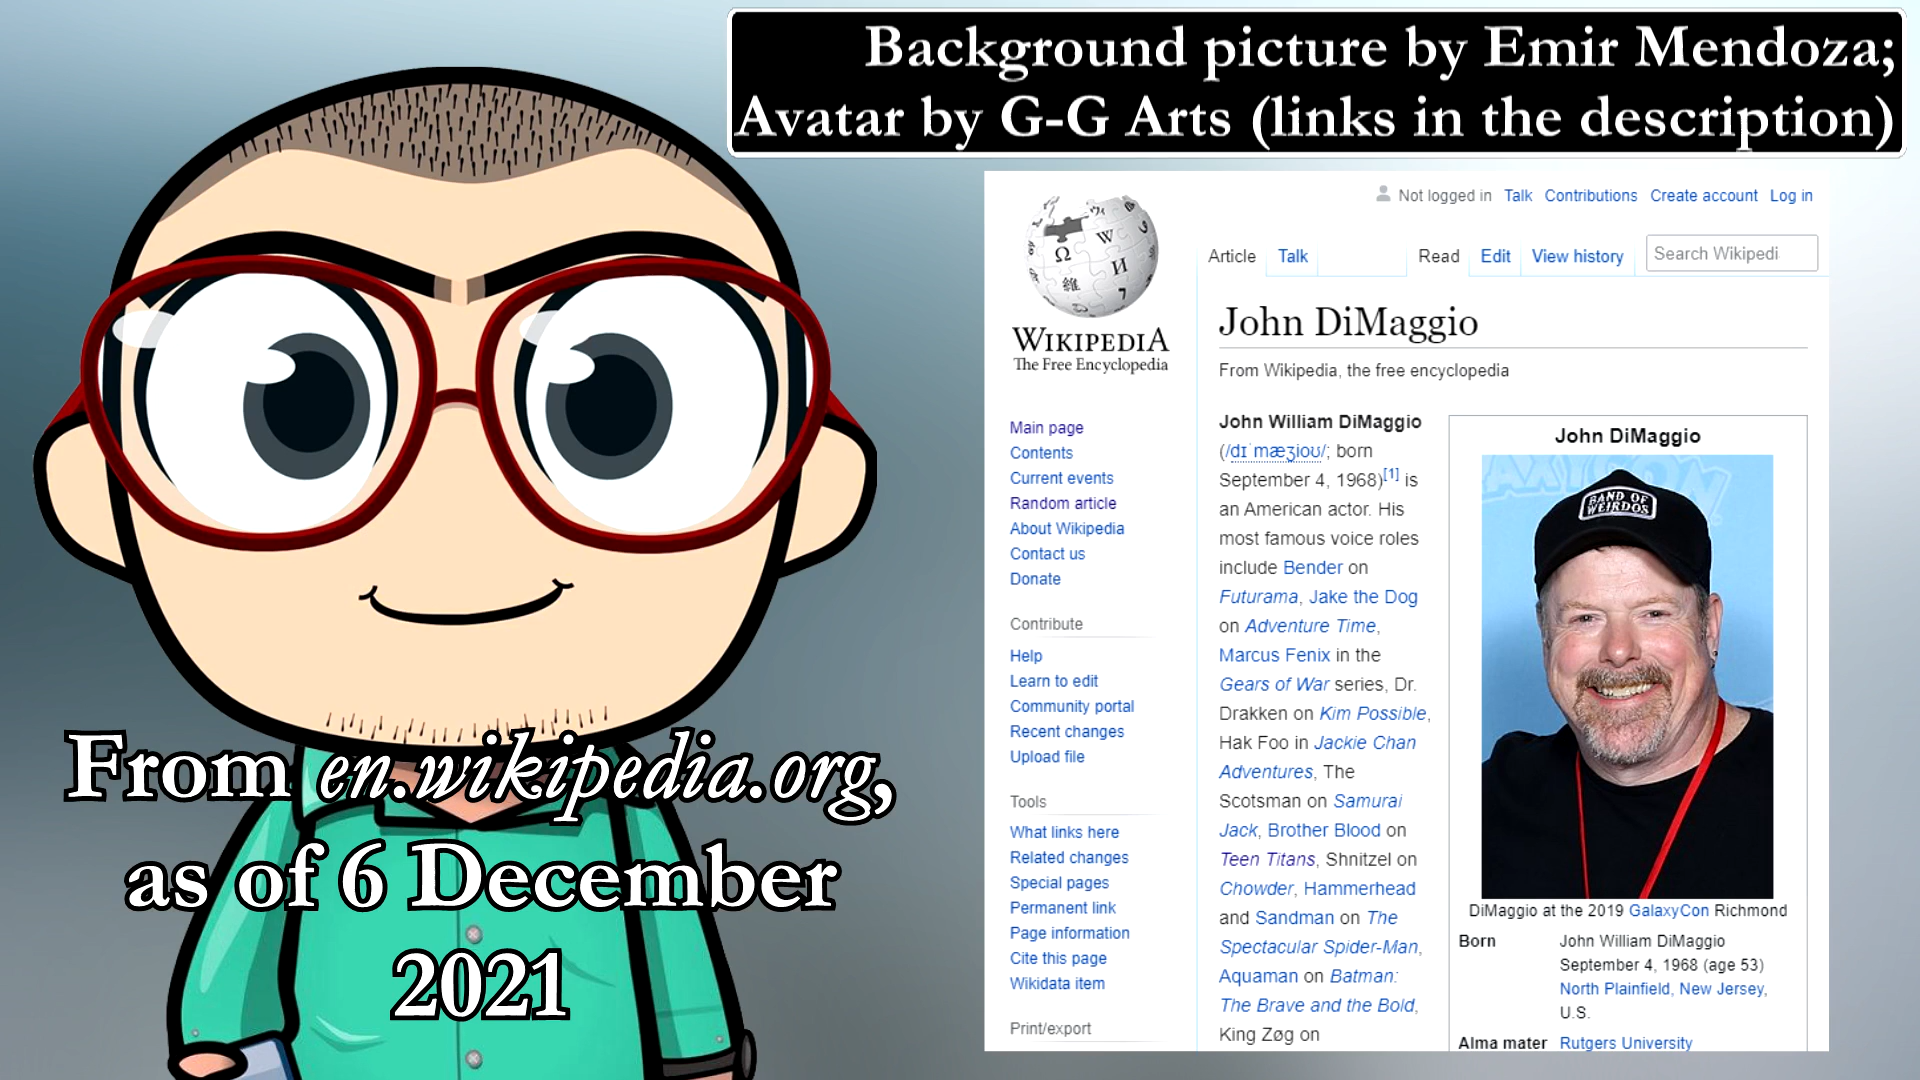 Background picture by Emir Mendoza;
Avatar by G-G Arts (links in the description)
From en.wikipedia.org,
as of 6 December
2021
WIKIPEDIA
The Free Encyclopedia
Main page
Contents
Current events
Random article
About Wikipedia
Contact us
Donate
Contribute
Help
Learn to edit
Community portal
Recent changes
Upload file
Tools
What links here
Related changes
Special pages
Permanent link
Page information
Cite this page
Wikidata item
Print/export
Not logged in Talk Contributions Create account Log in
Article Talk Read Edit View history Search Wikipedi
John DiMaggio
From Wikipedia, the free encyclopedia
John William DiMaggio
(/dɪˈmæʒioʊ/; born
September 4, 1968)[1] is
an American actor. His
most famous voice roles
include Bender on
Futurama, Jake the Dog
on Adventure Time,
Marcus Fenix in the
Gears of War series, Dr.
Drakken on Kim Possible,
Hak Foo in Jackie Chan
Adventures, The
Scotsman on Samurai
Jack, Brother Blood on
Teen Titans, Shnitzel on
Chowder, Hammerhead
and Sandman on The
Spectacular Spider-Man,
Aquaman on Batman:
The Brave and the Bold,
King Zøg on
John DiMaggio
BAND OF
WEIRDOS
DiMaggio at the 2019 GalaxyCon Richmond
Born John William DiMaggio
September 4, 1968 (age 53)
North Plainfield, New Jersey,
U.S.
Alma mater Rutgers University